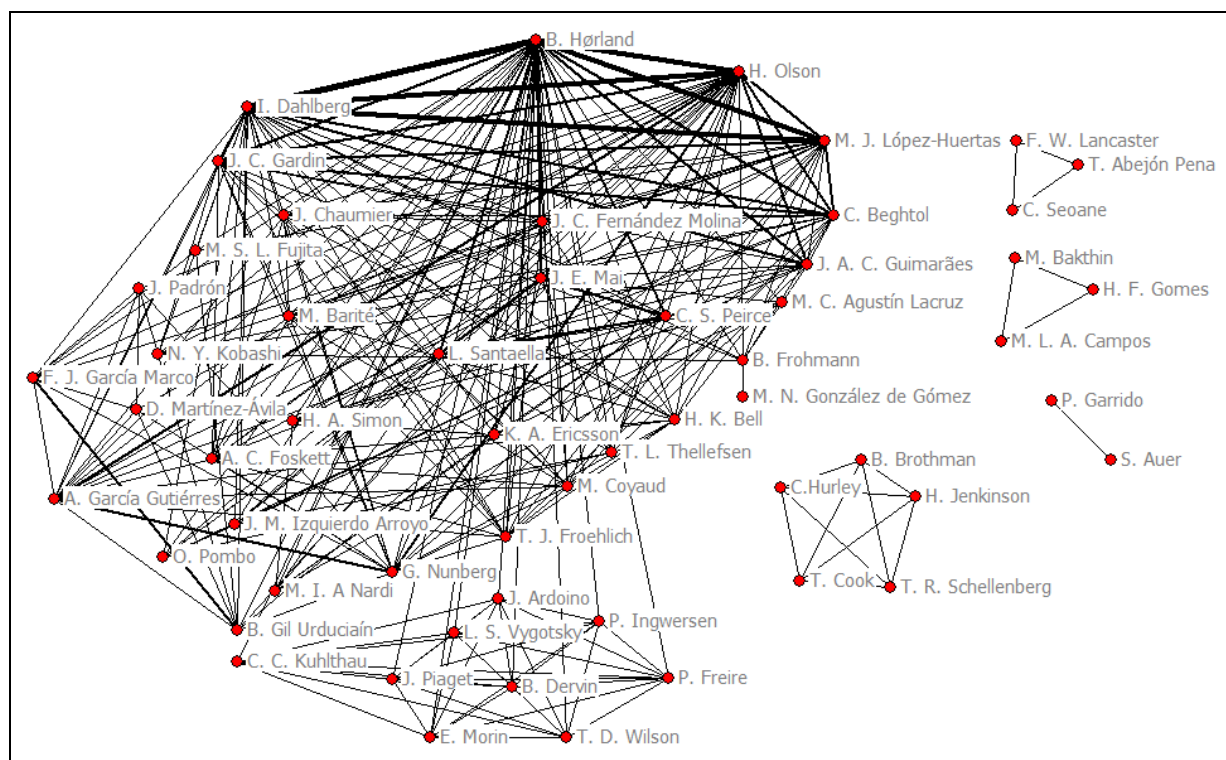 B. Hørland
H. Olson
I. Dahlberg
M. J. López-Huertas
F. W. Lancaster
J. C. Gardin
T. Abejón Pena
J. Chaumier
J. C. Fernández Molina
C. Beghtol
C. Seoane
M. S. L. Fujita
M. Bakthin
J. A. C. Guimarães
J. E. Mai
J. Padrón
H. F. Gomes
M. C. Agustín Lacruz
M. Barité
C. S. Peirce
M. L. A. Campos
N. Y. Kobashi
L. Santaella
B. Frohmann
F. J. García Marco
M. N. González de Gómez
P. Garrido
D. Martínez-Ávila
H. A. Simon
H. K. Bell
K. A. Ericsson
T. L. Thellefsen
A. C. Foskett
B. Brothman
S. Auer
M. Coyaud
C.Hurley
A. García Gutiérres
H. Jenkinson
J. M. Izquierdo Arroyo
T. J. Froehlich
O. Pombo
G. Nunberg
T. Cook
T. R. Schellenberg
M. I. A Nardi
J. Ardoino
P. Ingwersen
B. Gil Urduciaín
L. S. Vygotsky
C. C. Kuhlthau
J. Piaget
B. Dervin
P. Freire
E. Morin
T. D. Wilson